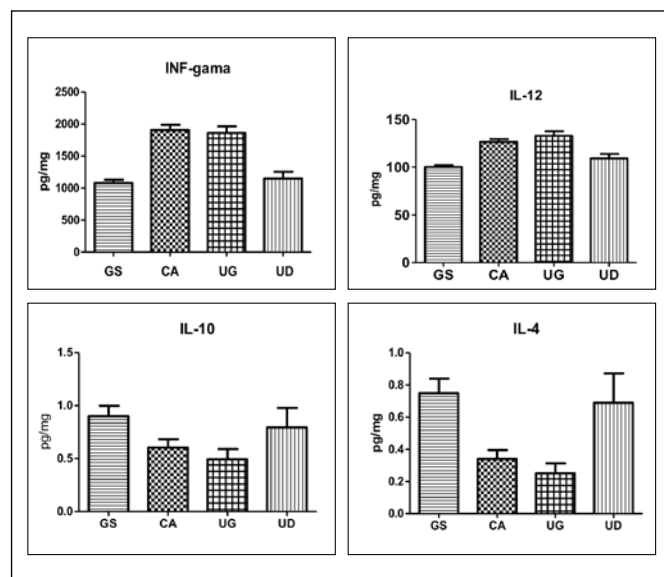 INF-gama
pg/mg
2500
2000
1500
1000
500
0
GS CA UG UD
IL-12
pg/mg
150
100
50
0
GS CA UG UD
IL-10
pg/mg
1.5
1.0
0.5
0.0
GS CA UG UD
IL-4
pg/mg
1.0
0.8
0.6
0.4
0.2
0.0
GS CA UG UD